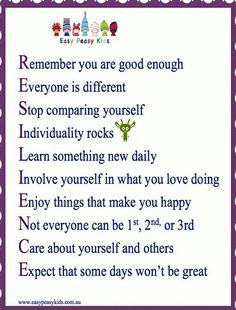 Easy Peasy Kids
Remember you are good enough
Everyone is different
Stop comparing yourself
Individuality rocks
Learn something new daily
Involve yourself in what you love doing
Enjoy things that make you happy
Not everyone can be 1st, 2nd, or 3rd
Care about yourself and others
Expect that some days won't be great
www.easypeasykids.com.au